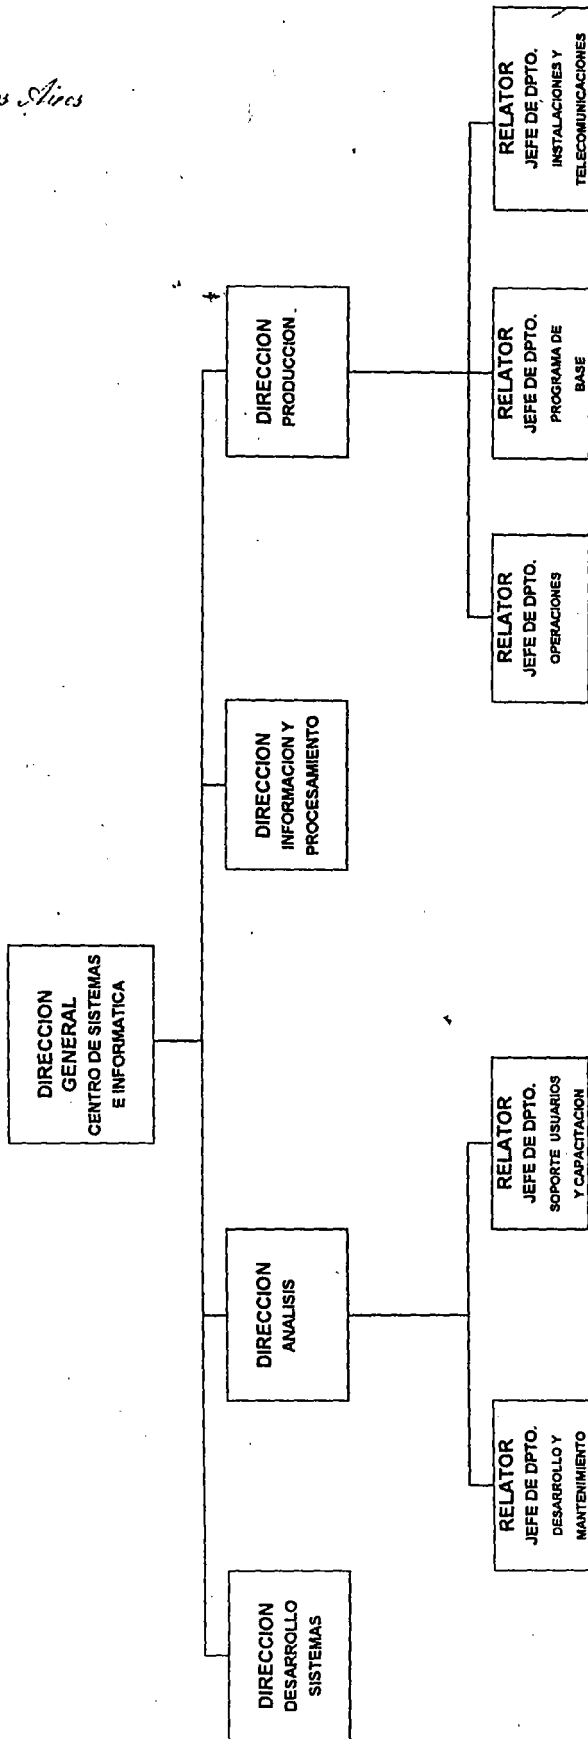 Aires
DIRECCION
GENERAL
CENTRO DE SISTEMAS
E INFORMATICA
DIRECCION
DESARROLLO
SISTEMAS
DIRECCION
ANALISIS
DIRECCION
INFORMACION Y
PROCESAMIENTO
DIRECCION
PRODUCCION
RELATOR
JEFE DE DPTO.
DESARROLLO Y
MANTENIMIENTO
RELATOR
JEFE DE DPTO.
SOPORTE USUARIOS
Y CAPACITACION
RELATOR
JEFE DE DPTO.
OPERACIONES
RELATOR
JEFE DE DPTO.
PROGRAMA DE
BASE
RELATOR
JEFE DE DPTO.
INSTALACIONES Y
TELECOMUNICACIONES